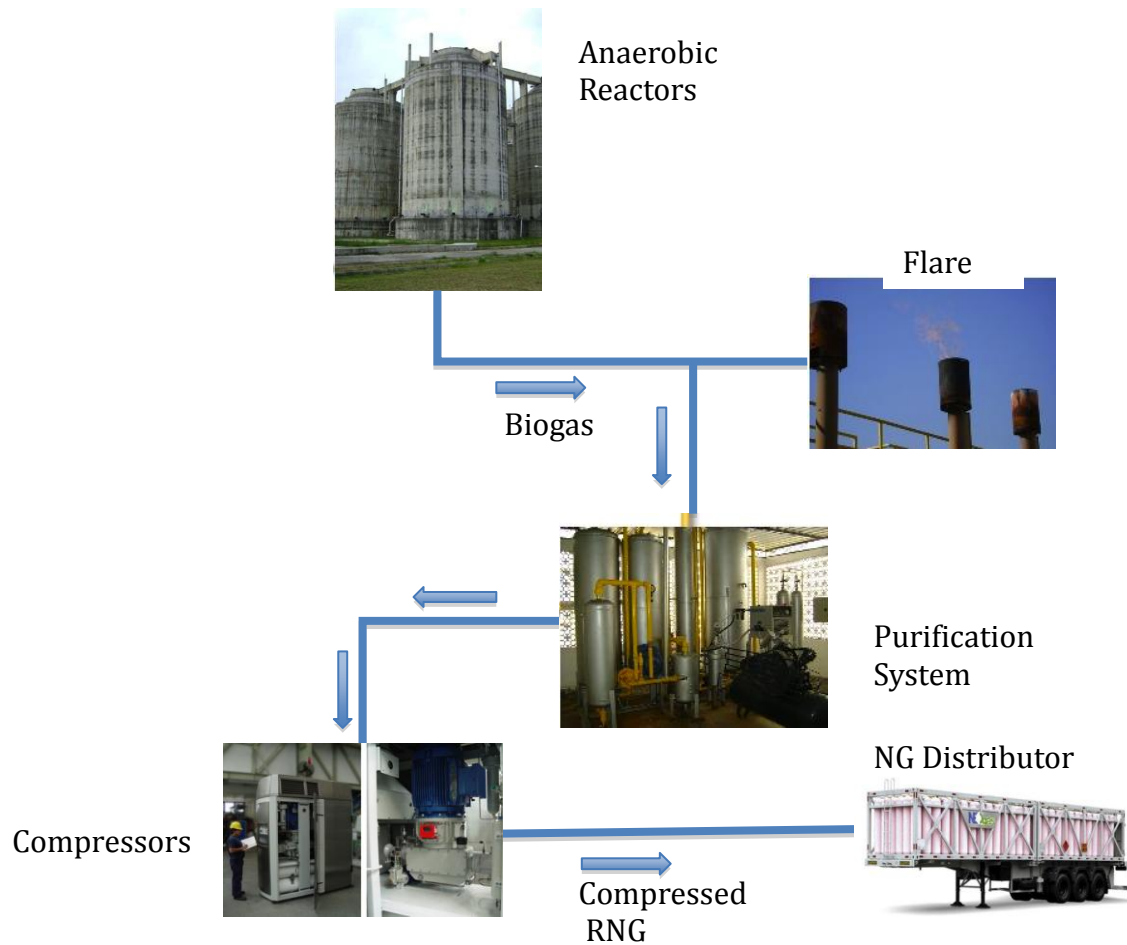 Anaerobic
Reactors
Flare
Biogas
Purification
System
NG Distributor
Compressors
Compressed
RNG